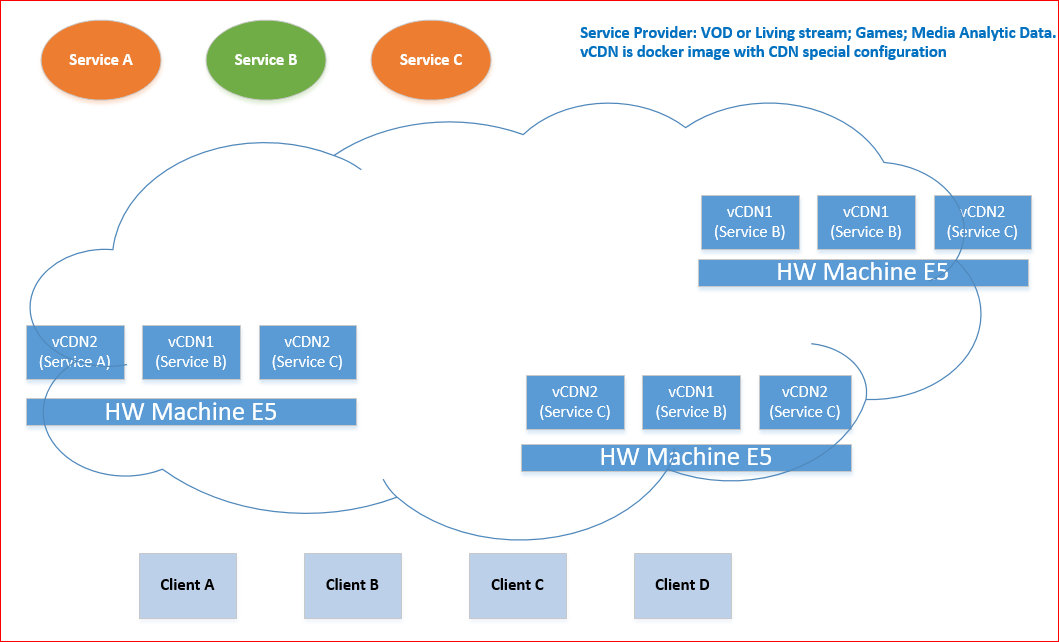 Service A
Service B
Service C
Service Provider: VOD or Living stream; Games; Media Analytic Data.
vCDN is docker image with CDN special configuration
vCDN1
(Service B)
vCDN1
(Service B)
vCDN2
(Service C)
HW Machine E5
vCDN2
(Service A)
vCDN1
(Service B)
vCDN2
(Service C)
HW Machine E5
vCDN2
(Service C)
vCDN1
(Service B)
vCDN2
(Service C)
HW Machine E5
Client A
Client B
Client C
Client D